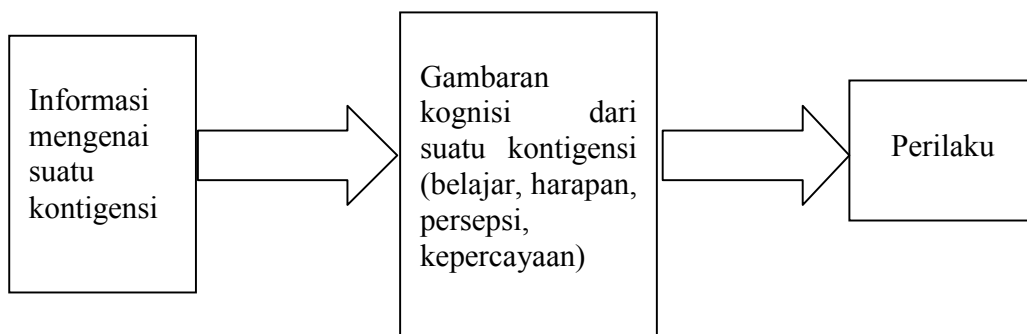 Informasi
mengenai
suatu
kontigensi
Gambaran
kognisi dari
suatu kontigensi
(belajar, harapan,
persepsi,
kepercayaan)
Perilaku